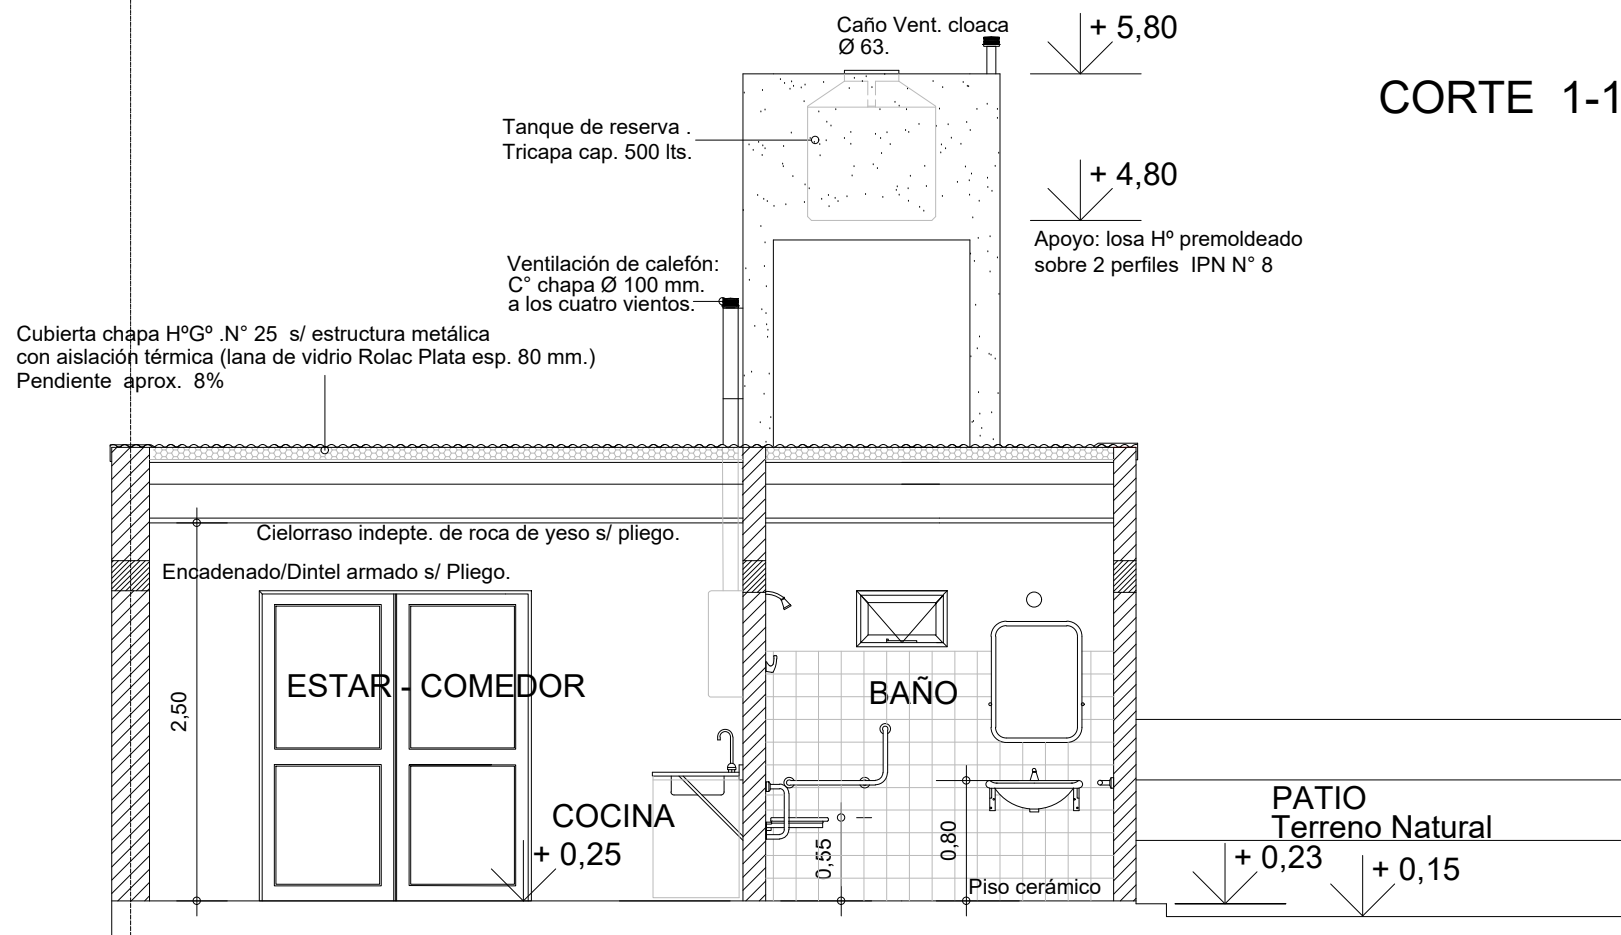 Caño Vent. cloaca
Ø 63.
+ 5,80
CORTE 1-1
Tanque de reserva .
Tricapa cap. 500 lts.
+ 4,80
Apoyo: losa Hº premoldeado
sobre 2 perfiles IPN N° 8
Ventilación de calefón:
C° chapa Ø 100 mm.
a los cuatro vientos.
Cubierta chapa HºGº .N° 25 s/ estructura metálica
con aislación térmica (lana de vidrio Rolac Plata esp. 80 mm.)
Pendiente aprox. 8%
Cielorraso indepte. de roca de yeso s/ pliego.
Encadenado/Dintel armado s/ Pliego.
ESTAR - COMEDOR
BAÑO
2,50
COCINA
+ 0,25
0,55
0,80
Piso cerámico
PATIO
Terreno Natural
+ 0,23
+ 0,15